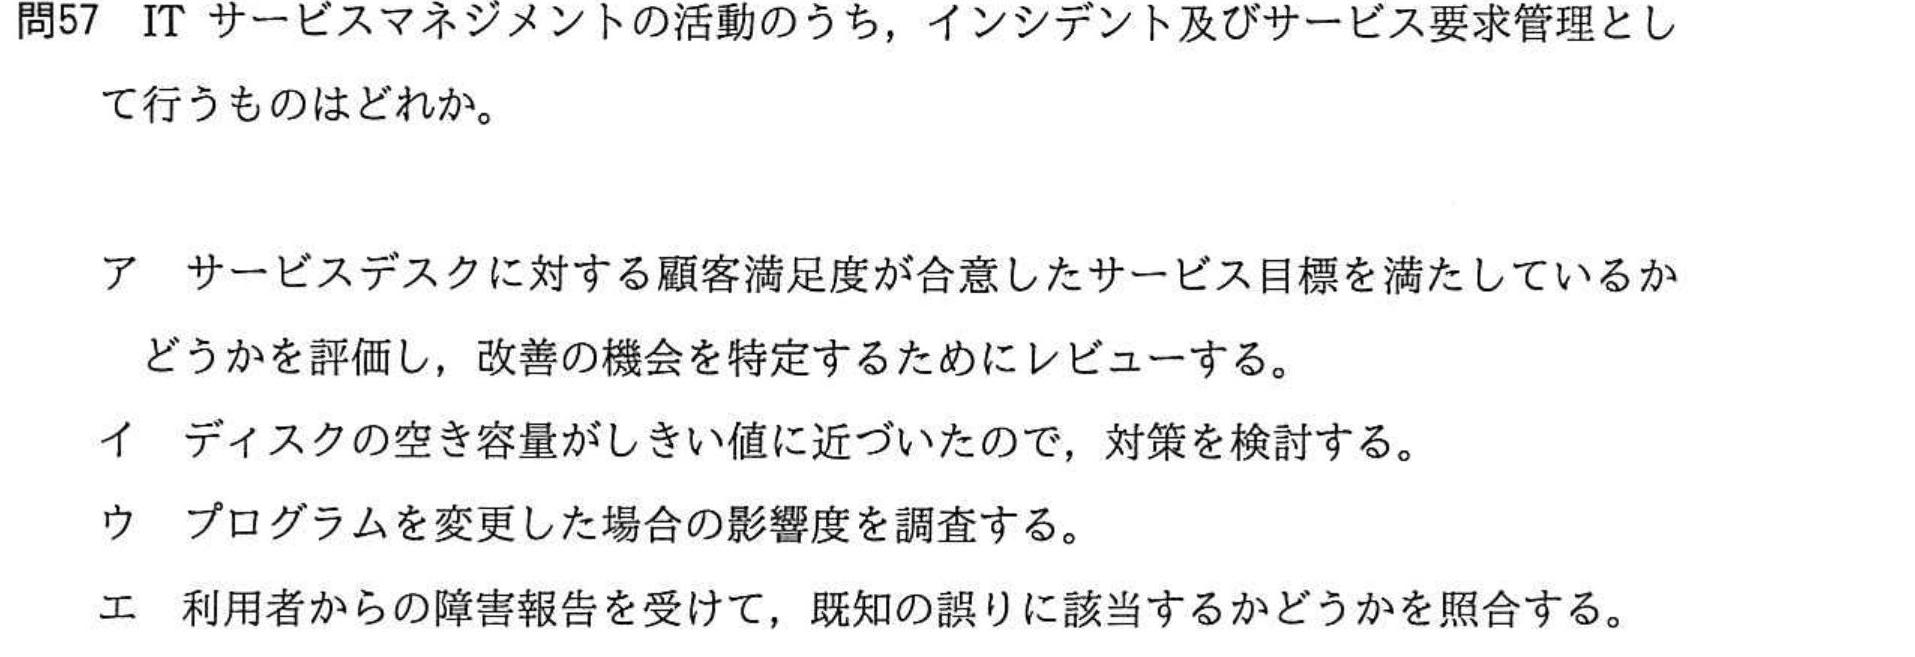 問57 IT サービスマネジメントの活動のうち，インシデント及びサービス要求管理とし
て行うものはどれか。
ア サービスデスクに対する顧客満足度が合意したサービス目標を満たしているか
どうかを評価し，改善の機会を特定するためにレビューする。
イ ディスクの空き容量がしきい値に近づいたので，対策を検討する。
ウ プログラムを変更した場合の影響度を調査する。
エ 利用者からの障害報告を受けて，既知の誤りに該当するかどうかを照合する。